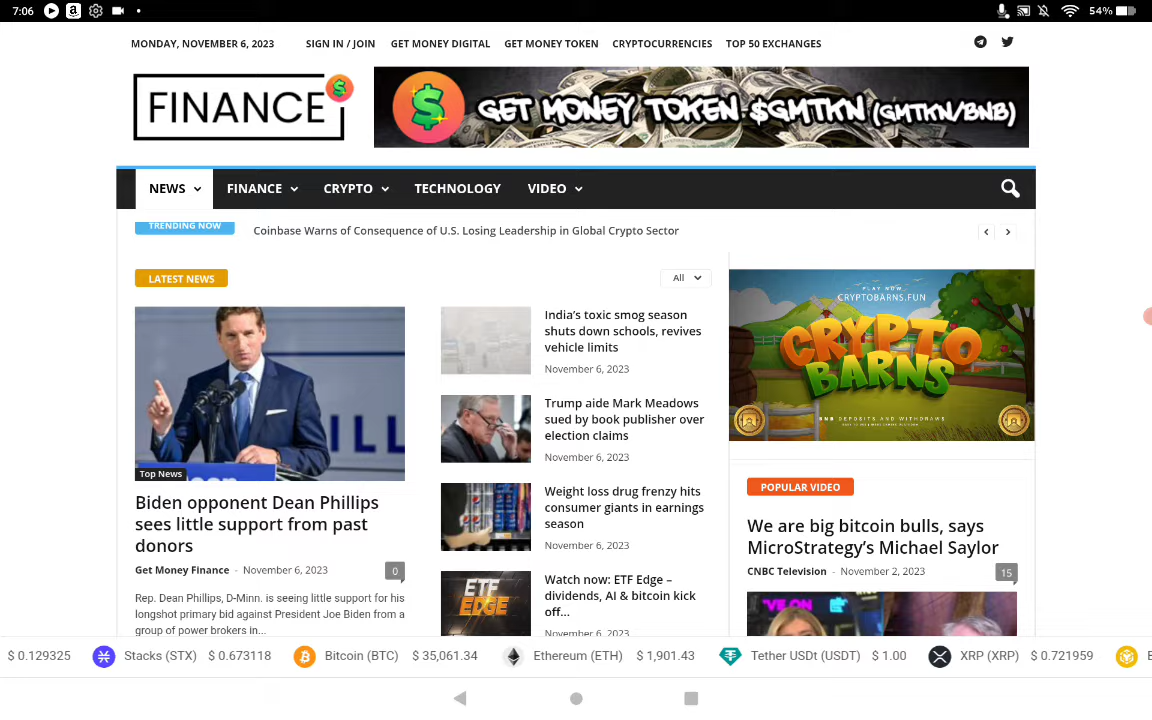 7:06
54%
MONDAY, NOVEMBER 6, 2023 SIGN IN / JOIN GET MONEY DIGITAL GET MONEY TOKEN CRYPTOCURRENCIES TOP 50 EXCHANGES
FINANCE
GET MONEY TOKEN - $GMTKN (GMTKN/BNB)
NEWS FINANCE CRYPTO TECHNOLOGY VIDEO
TRENDING NOW
Coinbase Warns of Consequence of U.S. Losing Leadership in Global Crypto Sector
LATEST NEWS
All
Top News
Biden opponent Dean Phillips
sees little support from past
donors
Get Money Finance - November 6, 2023
0
Rep. Dean Phillips, D-Minn. is seeing little support for his
longshot primary bid against President Joe Biden from a
group of power brokers in...
India's toxic smog season
shuts down schools, revives
vehicle limits
November 6, 2023
Trump aide Mark Meadows
sued by book publisher over
election claims
November 6, 2023
Weight loss drug frenzy hits
consumer giants in earnings
season
November 6, 2023
ETF
EDGE
Watch now: ETF Edge –
dividends, AI & bitcoin kick
off...
November 6, 2023
PLAY NOW
CRYPTOBARNS.FUN
CRYPTO
BARNS
BNB DEPOSITS AND WITHDRAWS
POPULAR VIDEO
We are big bitcoin bulls, says
MicroStrategy's Michael Saylor
CNBC Television - November 2, 2023
15
$ 0.129325 Stacks (STX) $ 0.673118 Bitcoin (BTC) $ 35,061.34 Ethereum (ETH) $ 1,901.43 Tether USDt (USDT) $ 1.00 XRP (XRP) $ 0.721959